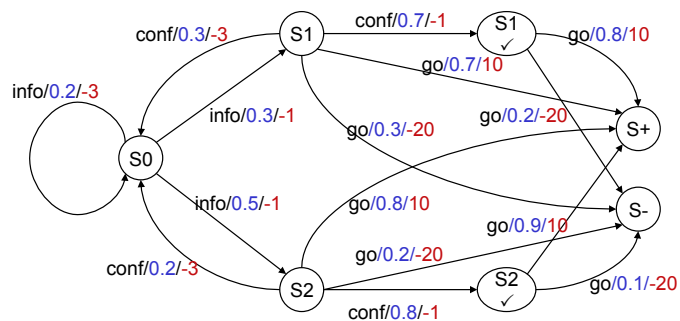 S1
conf/0.7/-1
S1
✓
go/0.8/10
conf/0.3/-3
go/0.7/10
info/0.2/-3
info/0.3/-1
go/0.3/-20
go/0.2/-20
S+
S0
info/0.5/-1
go/0.8/10
S-
go/0.9/10
go/0.2/-20
conf/0.2/-3
S2
S2
✓
go/0.1/-20
conf/0.8/-1